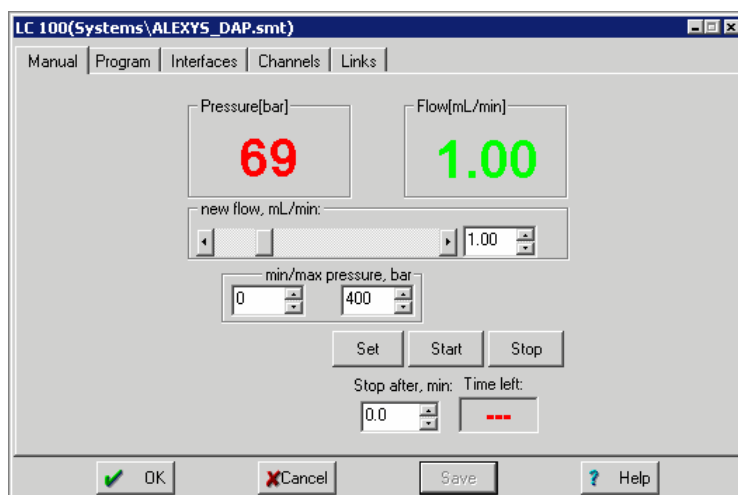 LC 100(Systems\ALEXYS_DAP.smt)
Manual Program Interfaces Channels Links
Pressure[bar] Flow[mL/min]
69 1.00
new flow, mL/min:
1.00
min/max pressure, bar
0 400
Set Start Stop
Stop after, min: Time left:
0.0 ---
OK Cancel Save ? Help